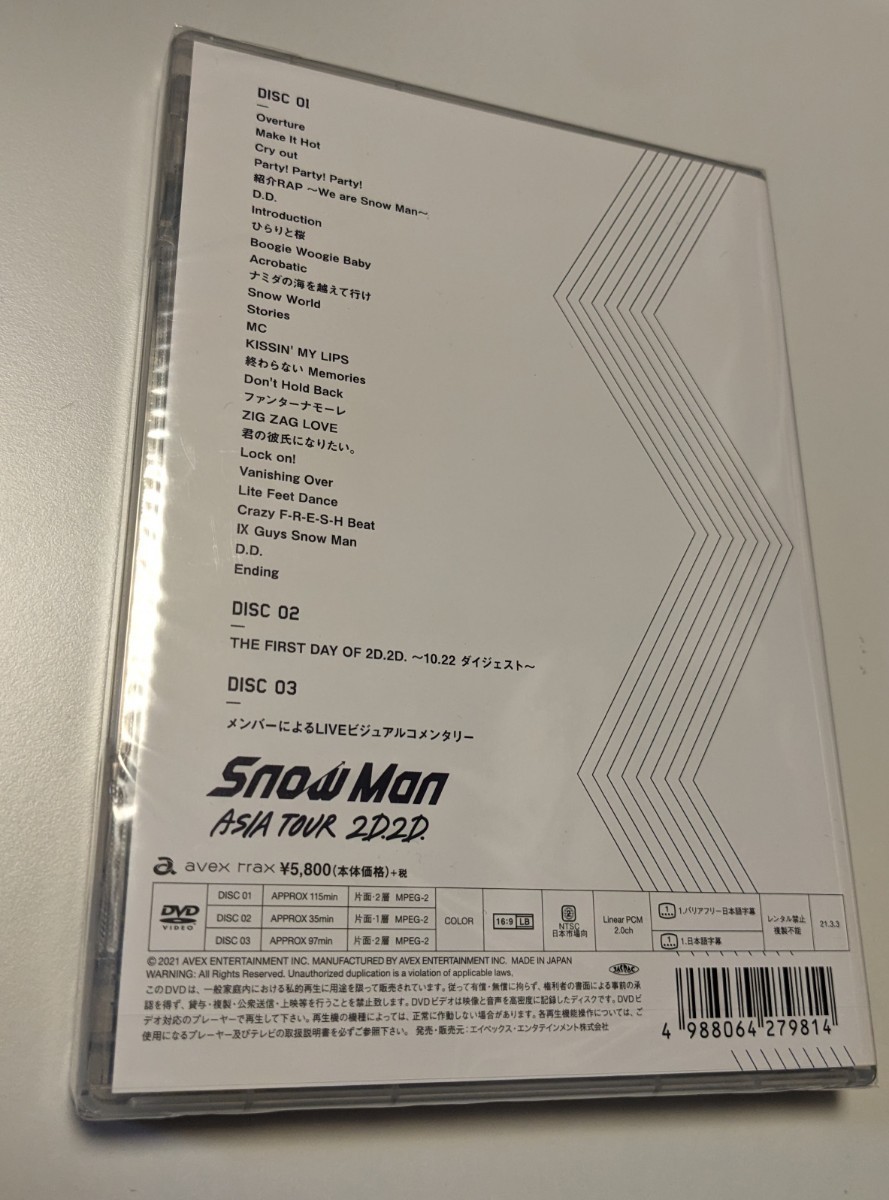 DISC 01
Overture
Make It Hot
Cry out
Party! Party! Party!
紹介RAP ～We are Snow Man～
D.D.
Introduction
ひらりと桜
Boogie Woogie Baby
Acrobatic
ナミダの海を越えて行け
Snow World
Stories
MC
KISSIN' MY LIPS
終わらない Memories
Don't Hold Back
ファンターナモーレ
ZIG ZAG LOVE
君の彼氏になりたい。
Lock on!
Vanishing Over
Lite Feet Dance
Crazy F-R-E-S-H Beat
IX Guys Snow Man
D.D.
Ending
DISC 02
THE FIRST DAY OF 2D.2D. ～10.22 ダイジェスト～
DISC 03
メンバーによるLIVEビジュアルコメンタリー
Snow Man
ASIA TOUR 2D.2D.
avex trax ¥5,800(本体価格)+税
DVD VIDEO
DISC 01 APPROX 115min 片面・2層 MPEG-2
DISC 02 APPROX 35min 片面・1層 MPEG-2
DISC 03 APPROX 97min 片面・2層 MPEG-2
COLOR
16:9 LB
2
NTSC
日本市場向
Linear PCM
2.0ch
1.バリアフリー日本語字幕
1.日本語字幕
レンタル禁止
複製不能
21.3.3
© 2021 AVEX ENTERTAINMENT INC. MANUFACTURED BY AVEX ENTERTAINMENT INC. MADE IN JAPAN
WARNING: All Rights Reserved. Unauthorized duplication is a violation of applicable laws.
このDVDは、一般家庭内における私的再生に用途を限って販売されています。従って有償・無償に拘らず、権利者の書面による事前の承
認を得ず、貸与・複製・公衆送信・上映等を行うことを禁止致します。DVDビデオは映像と音声を高密度に記録したディスクです。DVDビ
デオ対応のプレーヤーで再生して下さい。再生機の機種によっては、正常に作動しない場合があります。各再生機能操作については、ご
使用になるプレーヤー及びテレビの取扱説明書を必ずご参照下さい。 発売・販売元:エイベックス・エンタテインメント株式会社
4 988064 279814